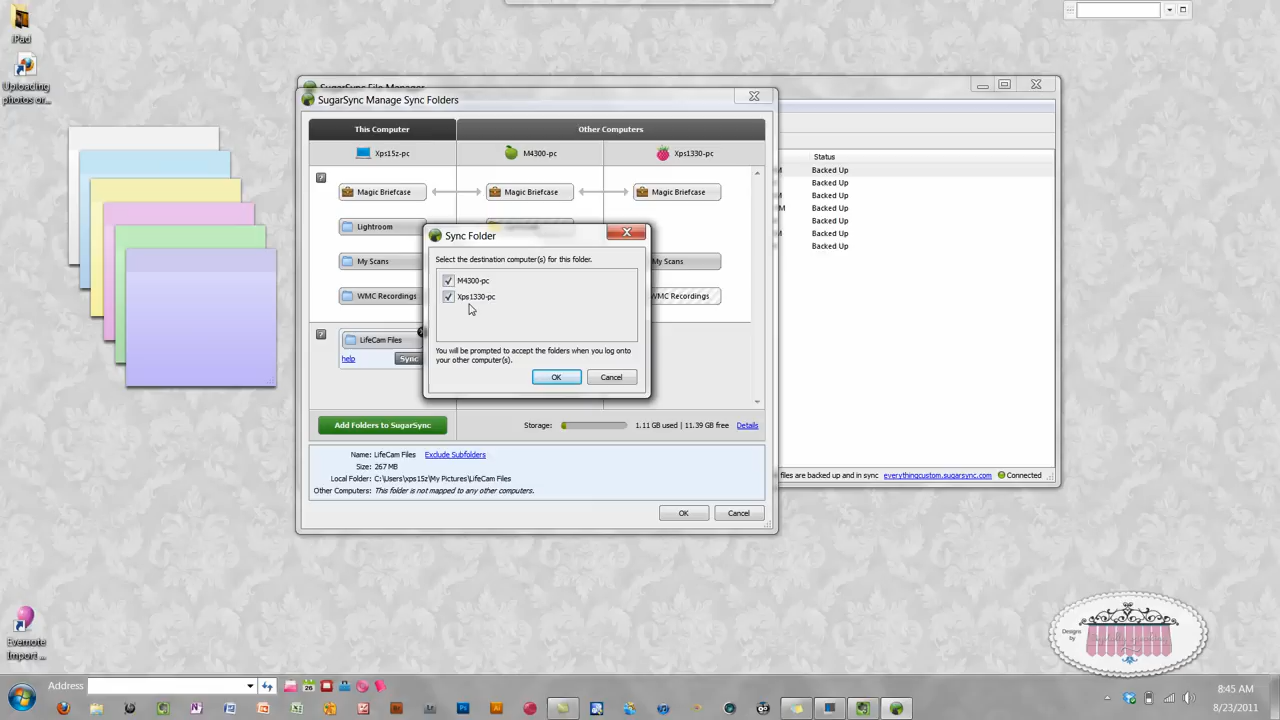 iPad
Uploading
photos or...
SugarSync File Manager
SugarSync Manage Sync Folders
This Computer
Other Computers
Xps15z-pc
M4300-pc
Xps1330-pc
Status
? Magic Briefcase
Magic Briefcase
Magic Briefcase
Backed Up
Backed Up
Backed Up
Backed Up
Backed Up
Backed Up
Backed Up
Lightroom
My Scans
My Scans
WMC Recordings
WMC Recordings
Sync Folder
Select the destination computer(s) for this folder.
M4300-pc
Xps1330-pc
You will be prompted to accept the folders when you log onto
your other computer(s).
OK
Cancel
? LifeCam Files
help
Sync
Add Folders to SugarSync
Storage:
1.11 GB used | 11.39 GB free
Details
Name: LifeCam Files
Exclude Subfolders
Size: 267 MB
Local Folder: C:\Users\xps15z\My Pictures\LifeCam Files
Other Computers: This folder is not mapped to any other computers.
files are backed up and in sync
everythingcustom.sugarsync.com
Connected
OK
Cancel
Evernote
Import ...
Designs
by
Address
26
8:45 AM
8/23/2011